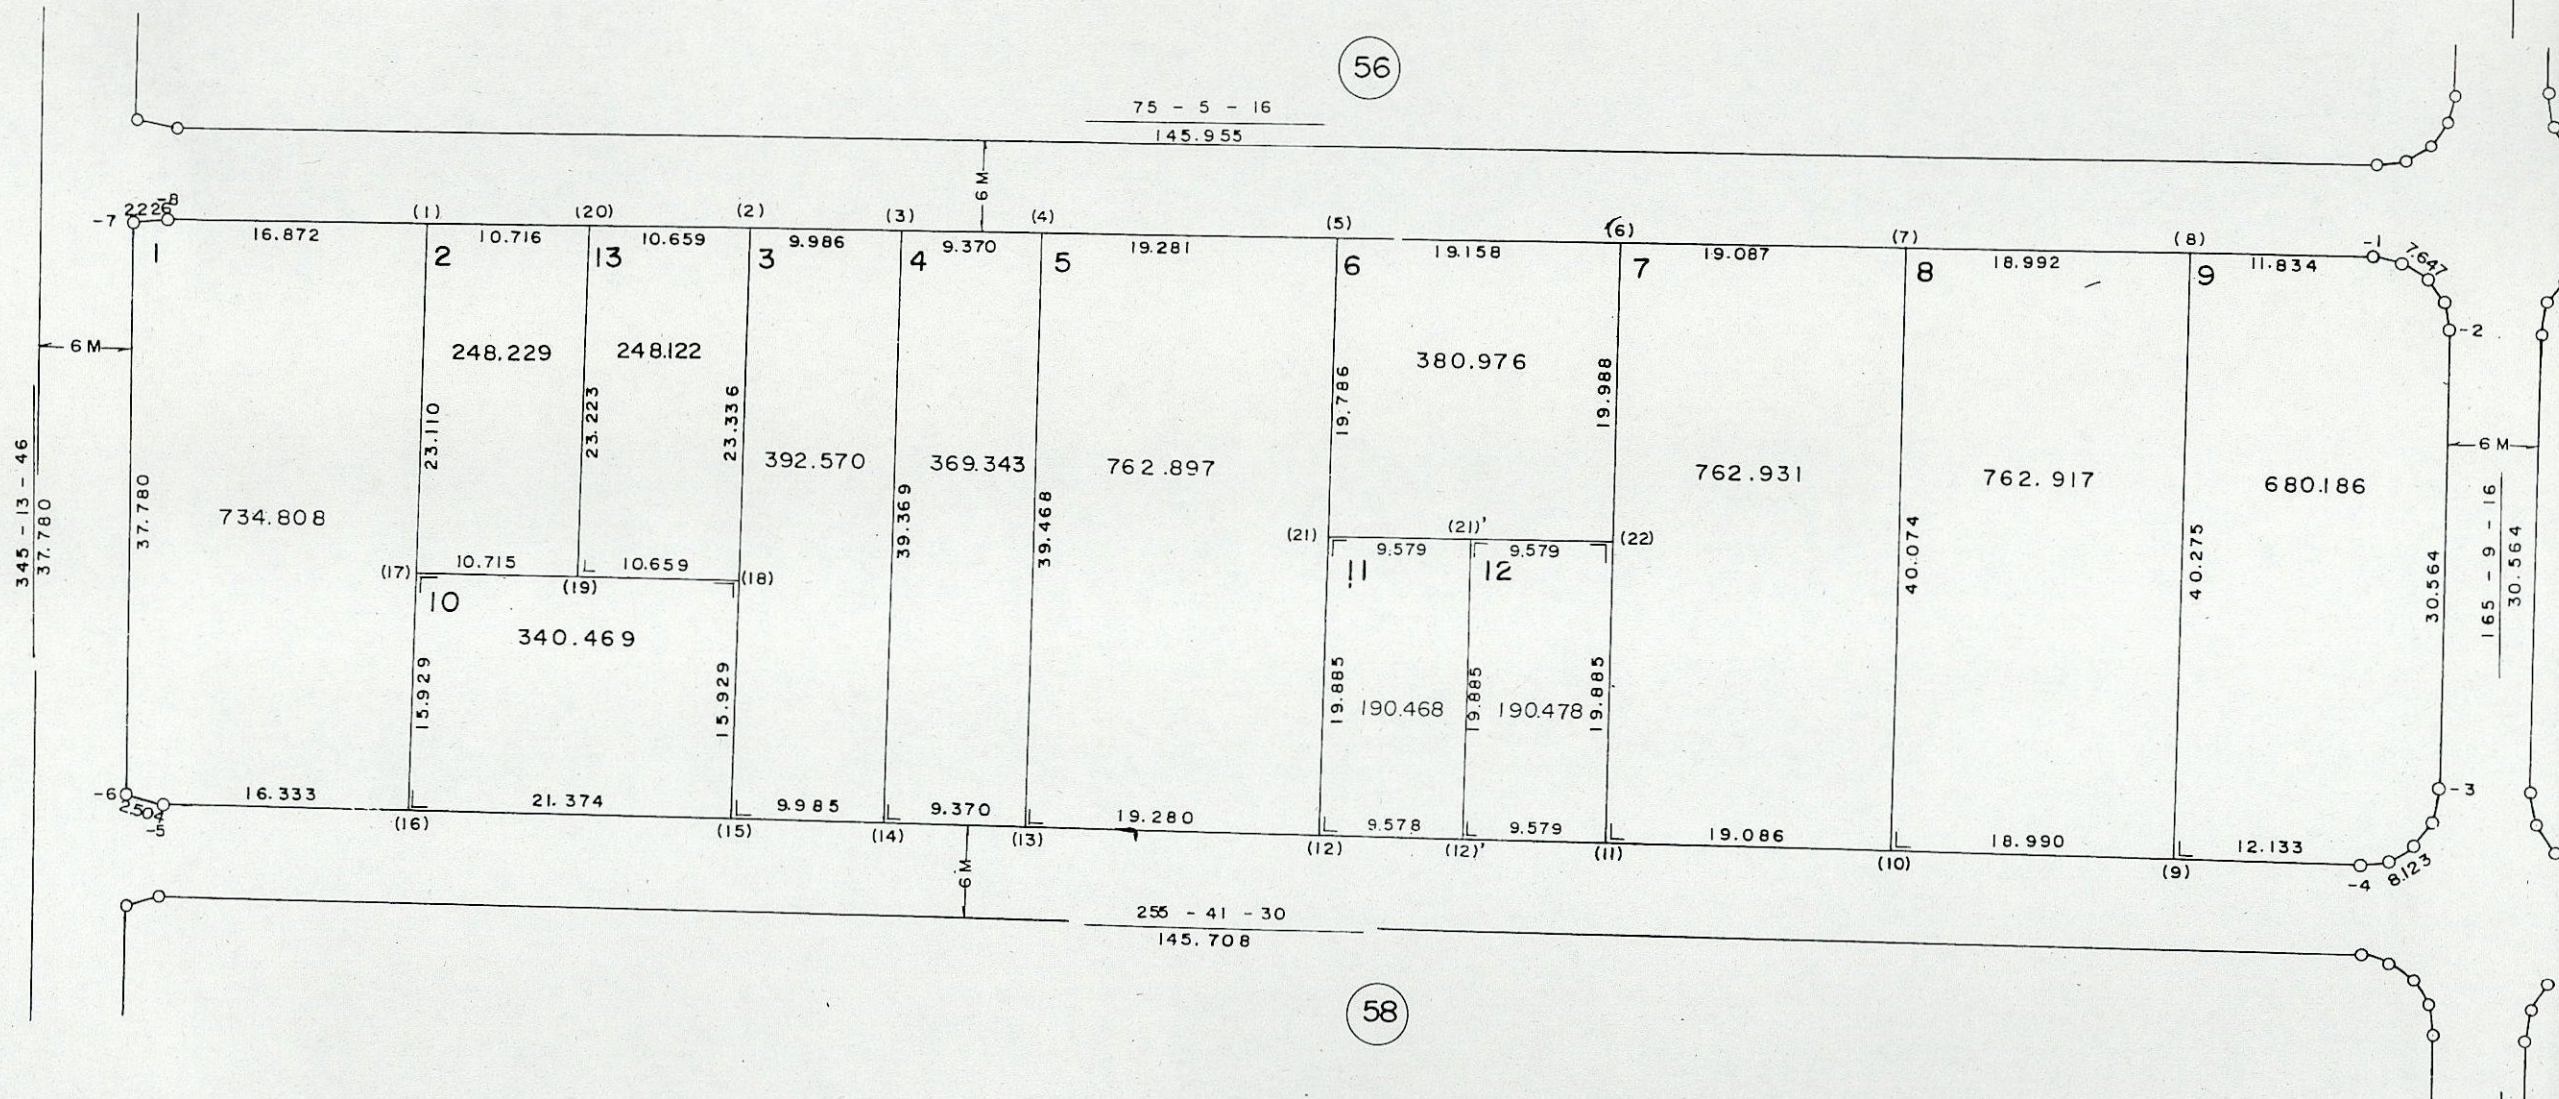 56
75 - 5 - 16
145.955
6M
-7 2.226 -8
(1) (20) (2) (3) (4) (5) (6) (7) (8) -1
16.872 10.716 10.659 9.986 9.370 19.281 19.158 19.087 18.992 11.834 7.647
1 2 13 3 4 5 6 7 8 9
-2
6M
248.229 248.122 380.976
23.110 23.223 23.336 19.786 19.988
6M
392.570 369.343 762.897 762.931 762.917 680.186
734.808
345 - 13 - 46
37.780
37.780
39.369 39.468 40.074 40.275 30.564
165 - 9 - 16
30.564
(21) (21)' (22)
9.579 9.579
11 12
10.715 10.659
(17) (19) (18)
10
340.469
15.929 15.929 19.885 19.885 19.885
190.468 190.478
-6 2.504 -5
16.333 21.374 9.985 9.370 19.280 9.578 9.579 19.086 18.990 12.133 8.123
-3
-4
(16) (15) (14) (13) (12) (12)' (11) (10) (9)
6M
255 - 41 - 30
145.708
58